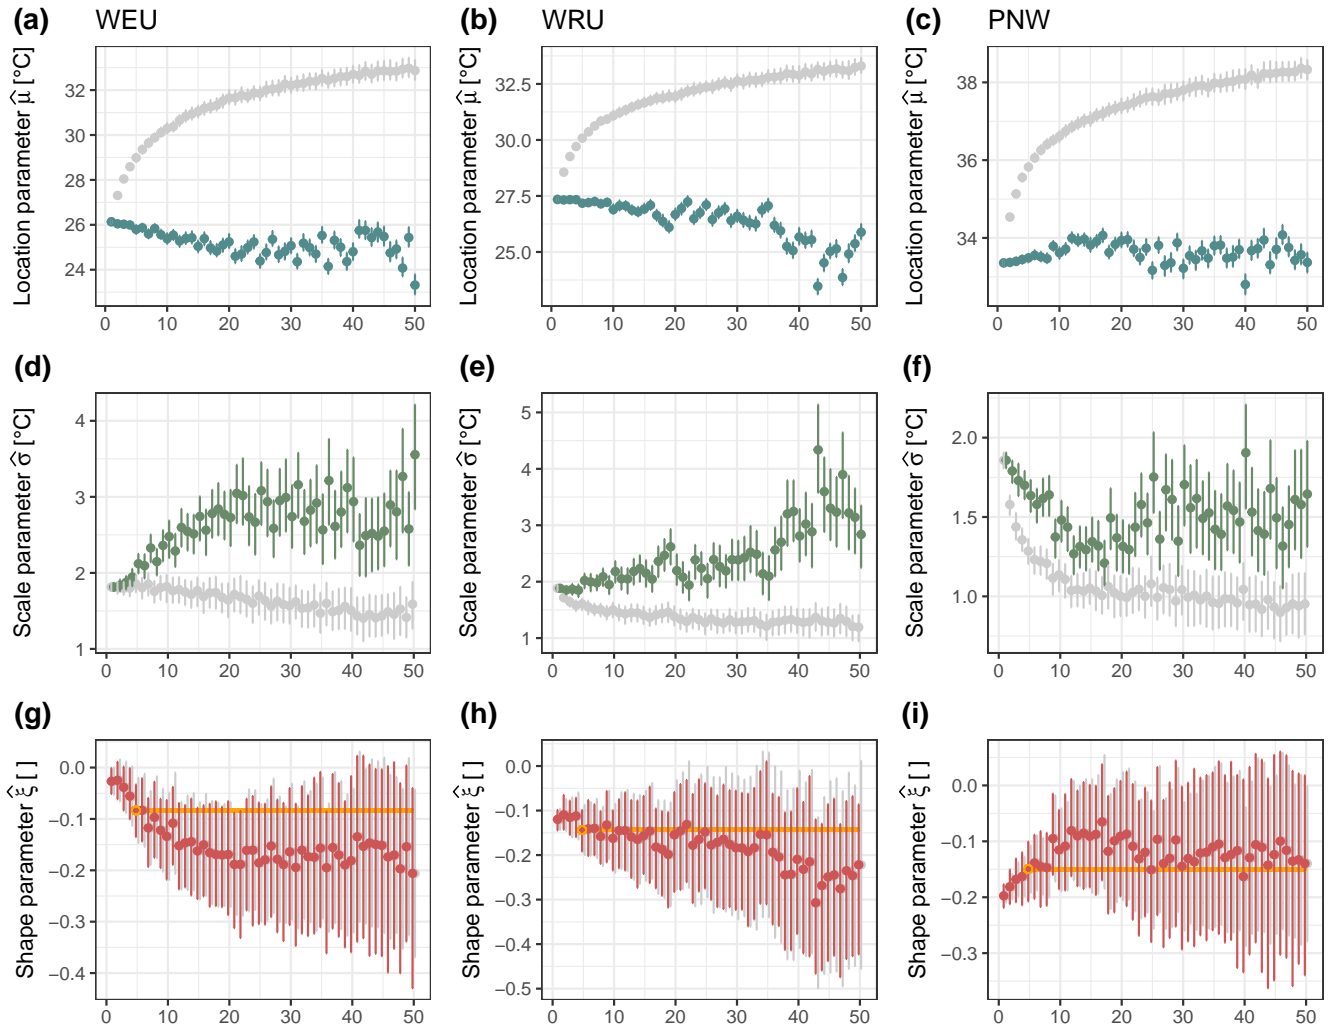 (a) WEU
(b) WRU
(c) PNW
Location parameter μ̂ [°C]
32
30
28
26
24
0 10 20 30 40 50
Location parameter μ̂ [°C]
32.5
30.0
27.5
25.0
0 10 20 30 40 50
Location parameter μ̂ [°C]
38
36
34
0 10 20 30 40 50
(d)
(e)
(f)
Scale parameter σ̂ [°C]
4
3
2
1
0 10 20 30 40 50
Scale parameter σ̂ [°C]
5
4
3
2
1
0 10 20 30 40 50
Scale parameter σ̂ [°C]
2.0
1.5
1.0
0 10 20 30 40 50
(g)
(h)
(i)
Shape parameter ξ̂ [ ]
0.0
−0.1
−0.2
−0.3
−0.4
0 10 20 30 40 50
Shape parameter ξ̂ [ ]
0.0
−0.1
−0.2
−0.3
−0.4
−0.5
0 10 20 30 40 50
Shape parameter ξ̂ [ ]
0.0
−0.1
−0.2
−0.3
0 10 20 30 40 50